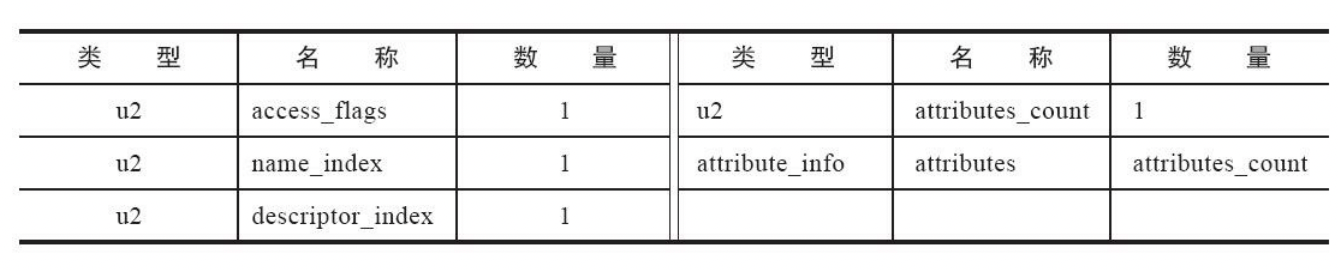 类 型 名 称 数 量 类 型 名 称 数 量
u2 access_flags 1 u2 attributes_count 1
u2 name_index 1 attribute_info attributes attributes_count
u2 descriptor_index 1